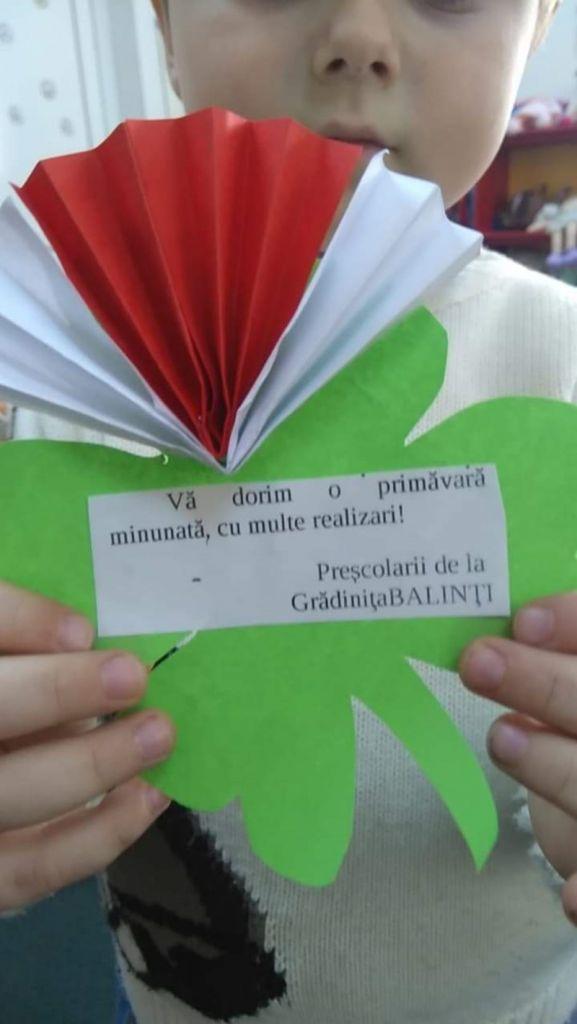 Vă dorim o primăvară
minunată, cu multe realizari!
-
Preşcolarii de la
GrădiniţaBALINŢI